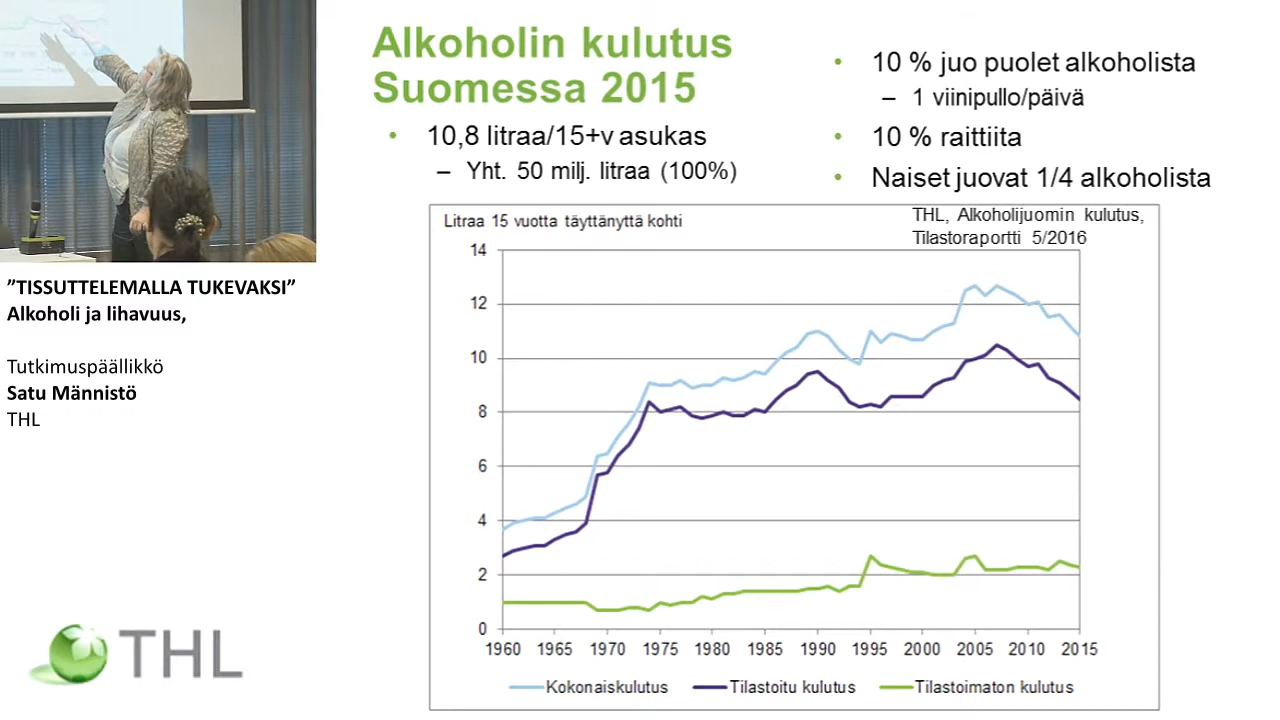 Alkoholin kulutus
Suomessa 2015
• 10,8 litraa/15+v asukas
– Yht. 50 milj. litraa (100%)
• 10 % juo puolet alkoholista
– 1 viinipullo/päivä
• 10 % raittiita
• Naiset juovat 1/4 alkoholista
”TISSUTTELEMALLA TUKEVAKSI”
Alkoholi ja lihavuus,
Tutkimuspäällikkö
Satu Männistö
THL
THL
Litraa 15 vuotta täyttänyttä kohti
THL, Alkoholijuomin kulutus,
Tilastoraportti 5/2016
14
12
10
8
6
4
2
0
1960 1965 1970 1975 1980 1985 1990 1995 2000 2005 2010 2015
Kokonaiskulutus Tilastoitu kulutus Tilastoimaton kulutus